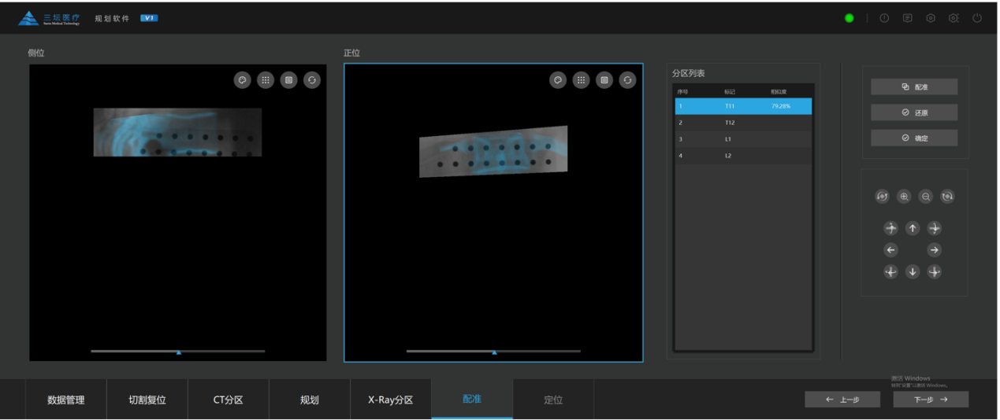 三坛医疗
Santan Medical Technology
规划软件 V1
侧位
正位
分区列表
序号 标记 相似度
1 T11 79.28%
2 T12
3 L1
4 L2
配准
还原
确定
激活 Windows
转到"设置"以激活 Windows。
数据管理 切割复位 CT分区 规划 X-Ray分区 配准 定位
← 上一步
下一步 →